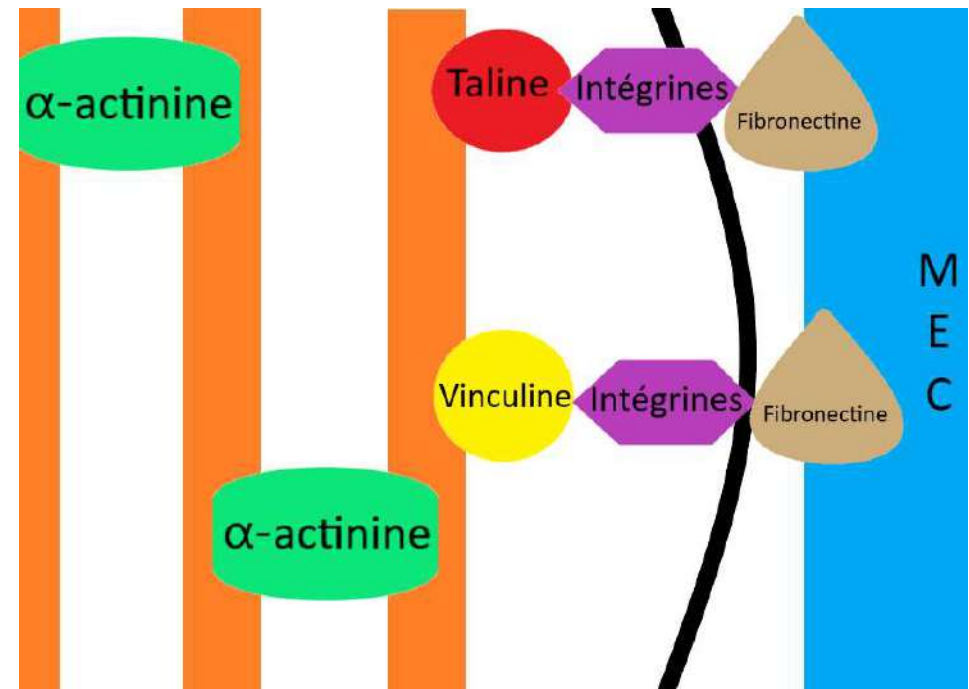 α-actinine
Taline
Intégrines
Fibronectine
M
E
C
Vinculine
Intégrines
Fibronectine
α-actinine